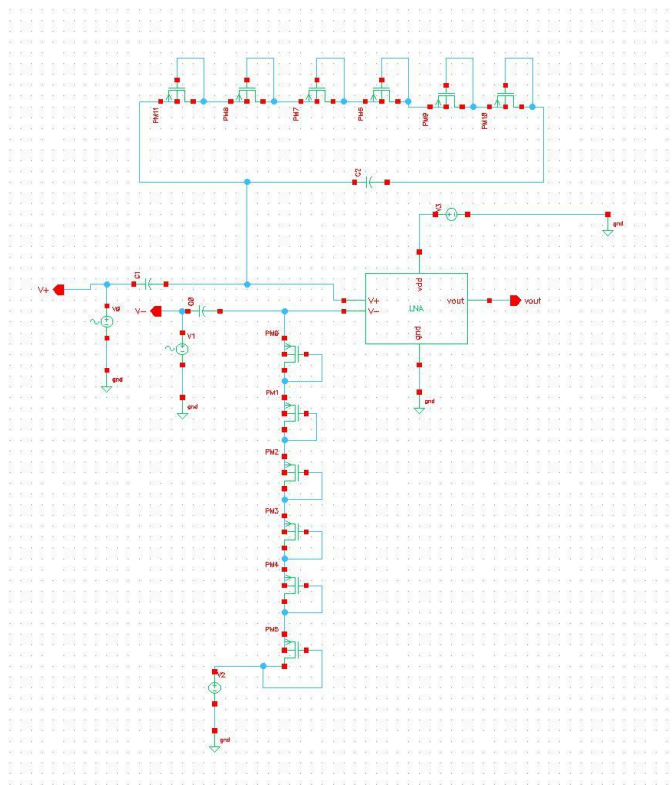 PM11
PM8
PM7
PM6
PM9
PM10
C2
V3
gnd
vdd
V+
C1
V+
LNA
vout
vout
V0
V-
C0
V-
gnd
V1
PM0
gnd
gnd
gnd
PM1
PM2
PM3
PM4
PM5
V2
gnd